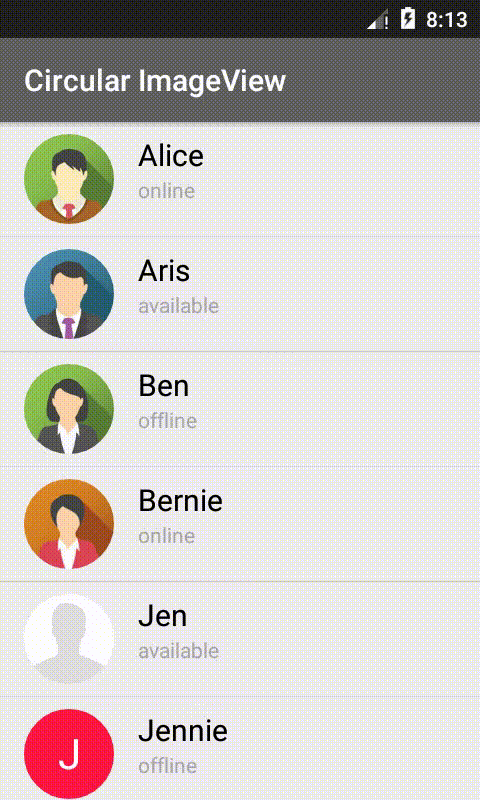 8:13
Circular ImageView
Alice
online
Aris
available
Ben
offline
Bernie
online
Jen
available
J
Jennie
offline